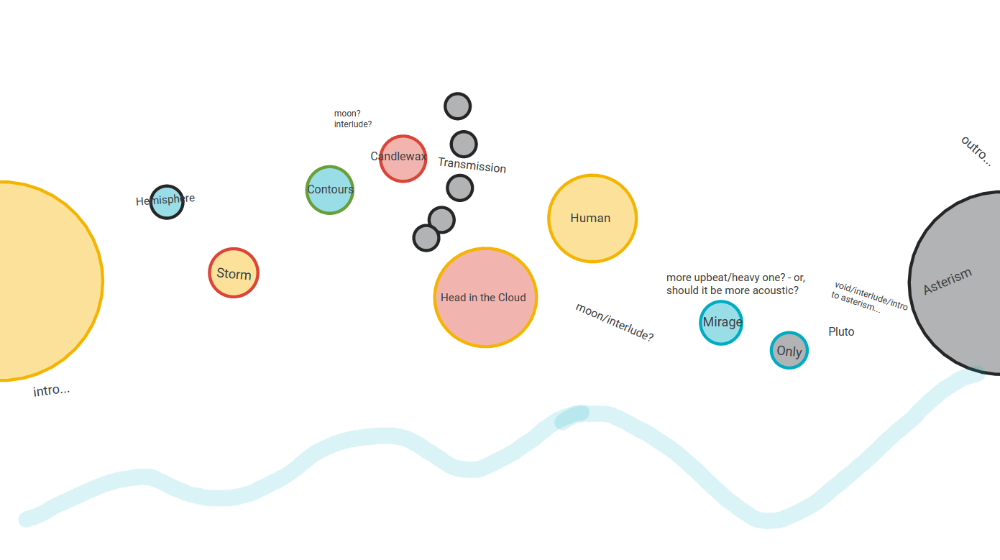 outro...
moon?
interlude?
Candlewax
Transmission
Hemisphere
Contours
Human
Storm
Head in the Cloud
Asterism
more upbeat/heavy one? - or,
should it be more acoustic?
void/interlude/intro
to asterism...
moon/interlude?
Mirage
Only
Pluto
intro...